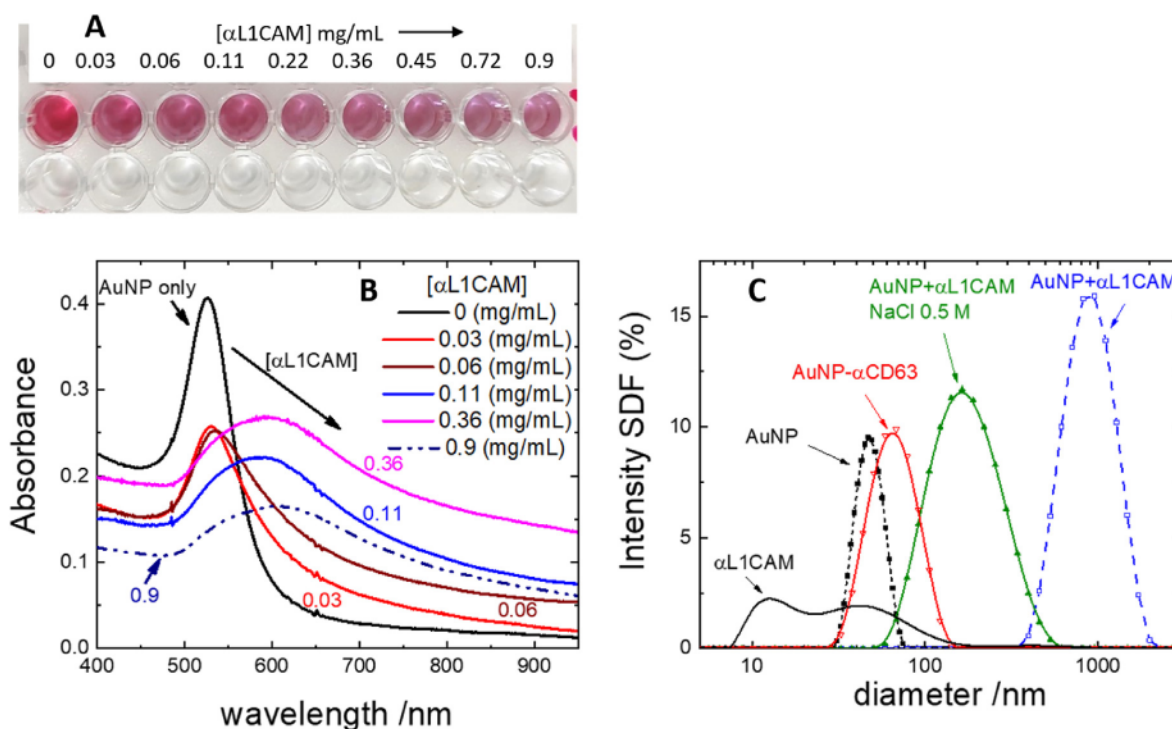 A
[αL1CAM] mg/mL
0 0.03 0.06 0.11 0.22 0.36 0.45 0.72 0.9
B
AuNP only
[αL1CAM]
[αL1CAM]
0 (mg/mL)
0.03 (mg/mL)
0.06 (mg/mL)
0.11 (mg/mL)
0.36 (mg/mL)
0.9 (mg/mL)
0.36
0.11
0.9
0.03
0.06
Absorbance
0.0
0.1
0.2
0.3
0.4
400 500 600 700 800 900
wavelength /nm
C
AuNP+αL1CAM
NaCl 0.5 M
AuNP+αL1CAM
AuNP-αCD63
AuNP
αL1CAM
Intensity SDF (%)
0
5
10
15
10 100 1000
diameter /nm